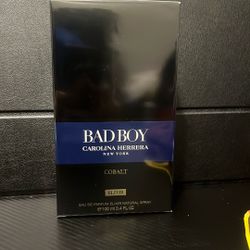 BAD BOY
CAROLINA HERRERA
NEW YORK
COBALT
ELIXIR
EAU DE PARFUM ELIXIR NATURAL SPRAY
100 ml 3.4 FL.OZ.